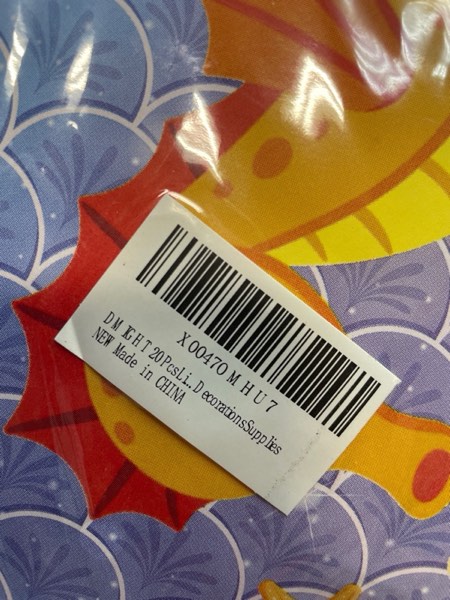 X00470MHU7
DMIGHT 20PcsLi...DecorationsSupplies
NEW Made in CHINA